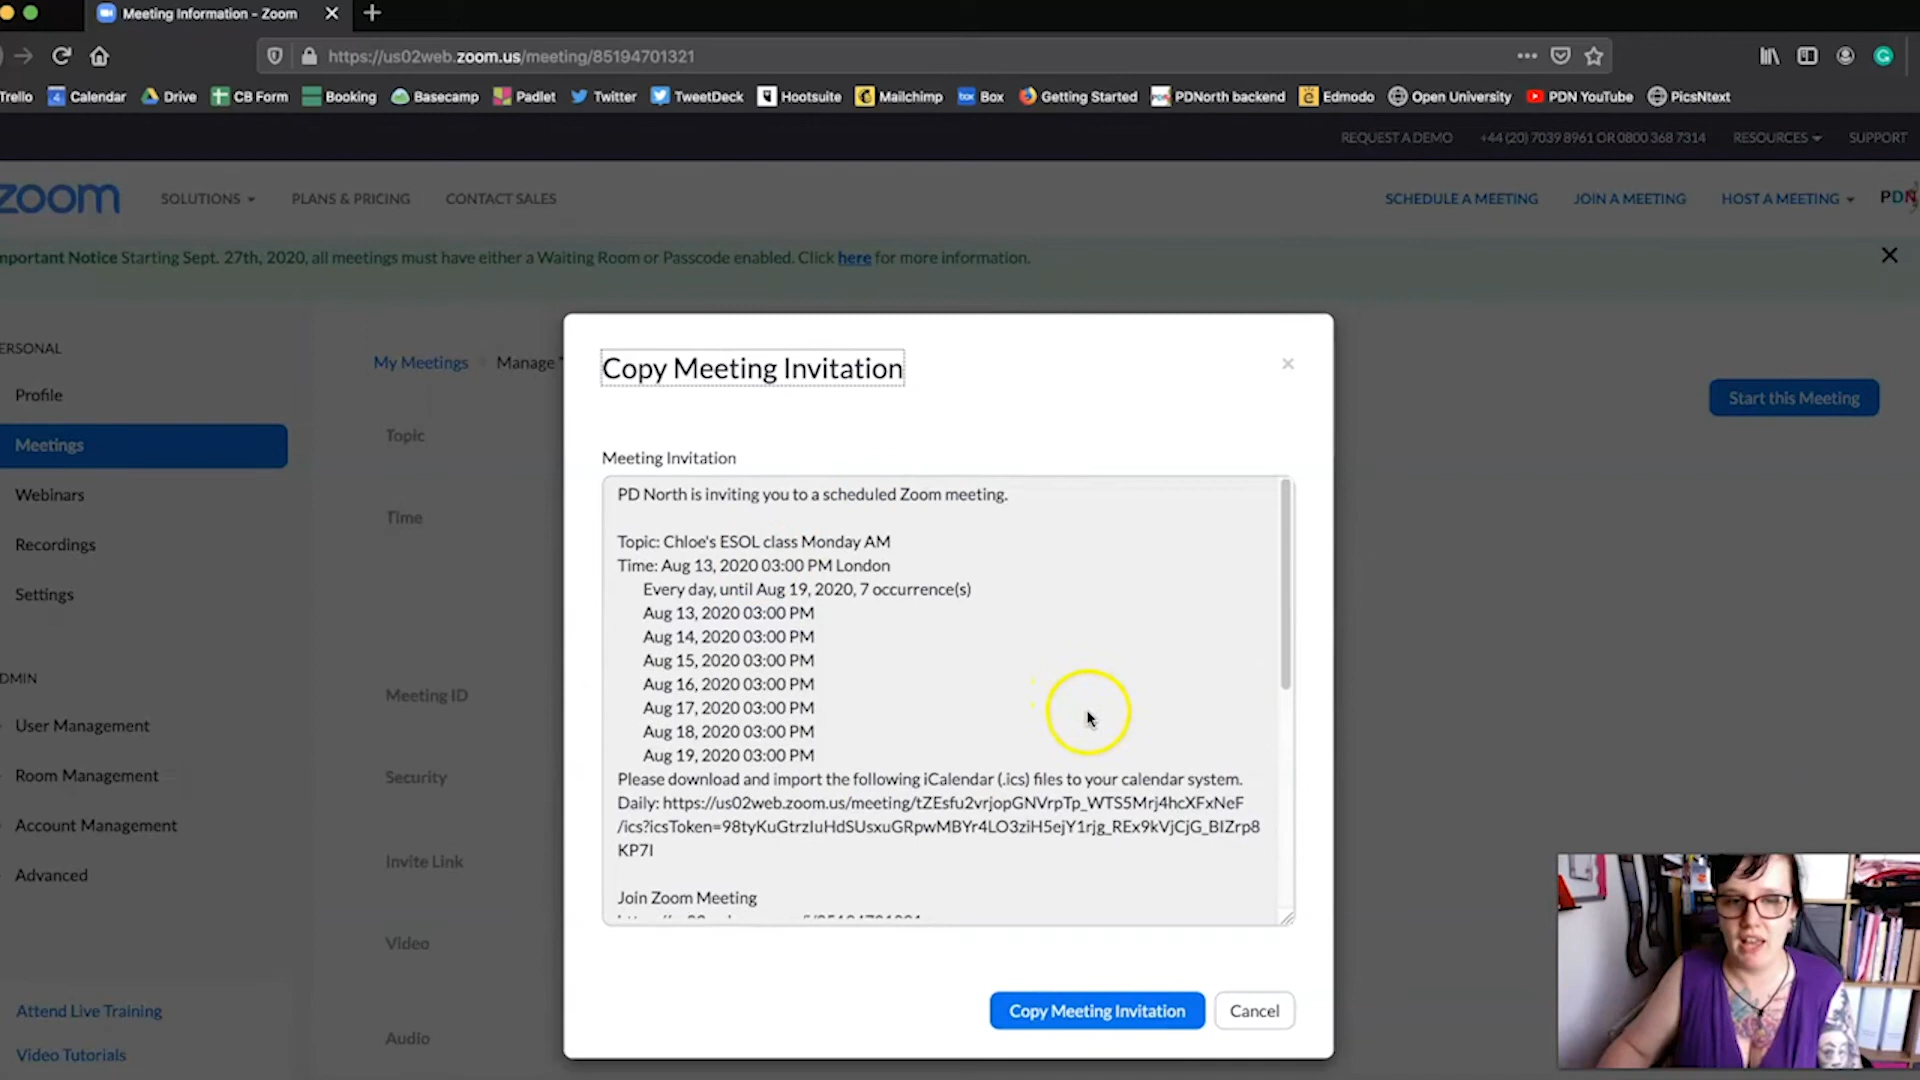 Meeting Information - Zoom
https://us02web.zoom.us/meeting/85194701321
Trello Calendar Drive CB Form Booking Basecamp Padlet Twitter TweetDeck Hootsuite Mailchimp Box Getting Started PDNorth backend Edmodo Open University PDN YouTube PicsNtext
REQUEST A DEMO +44 (20) 7039 8961 OR 0800 368 7314 RESOURCES SUPPORT
zoom SOLUTIONS PLANS & PRICING CONTACT SALES SCHEDULE A MEETING JOIN A MEETING HOST A MEETING PDN
mportant Notice Starting Sept. 27th, 2020, all meetings must have either a Waiting Room or Passcode enabled. Click here for more information.
ERSONAL
Profile
Meetings
Webinars
Recordings
Settings
DMIN
User Management
Room Management
Account Management
Advanced
Attend Live Training
Video Tutorials
My Meetings Manage
Start this Meeting
Topic
Time
Meeting ID
Security
Invite Link
Video
Audio
Copy Meeting Invitation
Meeting Invitation
PD North is inviting you to a scheduled Zoom meeting.
Topic: Chloe's ESOL class Monday AM
Time: Aug 13, 2020 03:00 PM London
Every day, until Aug 19, 2020, 7 occurrence(s)
Aug 13, 2020 03:00 PM
Aug 14, 2020 03:00 PM
Aug 15, 2020 03:00 PM
Aug 16, 2020 03:00 PM
Aug 17, 2020 03:00 PM
Aug 18, 2020 03:00 PM
Aug 19, 2020 03:00 PM
Please download and import the following iCalendar (.ics) files to your calendar system.
Daily: https://us02web.zoom.us/meeting/tZEsfu2vrjopGNVrpTp_WTS5Mrj4hcXFxNeF
/ics?icsToken=98tyKuGtrzIuHdSUsxuGRpwMBYr4LO3ziH5ejY1rjg_REx9kVjCjG_BIZrp8
KP7I
Join Zoom Meeting
Copy Meeting Invitation Cancel